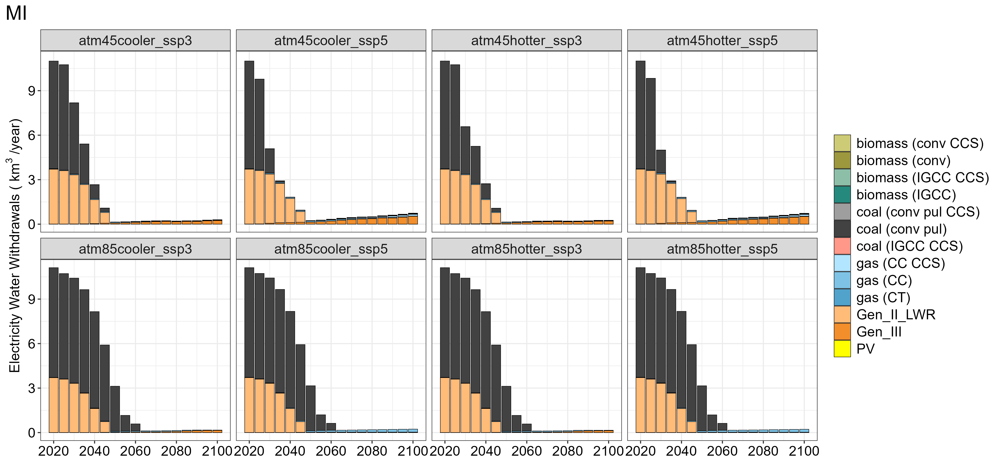 MI
atm45cooler_ssp3
atm45cooler_ssp5
atm45hotter_ssp3
atm45hotter_ssp5
9
6
3
0
atm85cooler_ssp3
atm85cooler_ssp5
atm85hotter_ssp3
atm85hotter_ssp5
9
6
3
0
2020 2040 2060 2080 2100
2020 2040 2060 2080 2100
2020 2040 2060 2080 2100
2020 2040 2060 2080 2100
Electricity Water Withdrawals ( km³ /year)
biomass (conv CCS)
biomass (conv)
biomass (IGCC CCS)
biomass (IGCC)
coal (conv pul CCS)
coal (conv pul)
coal (IGCC CCS)
gas (CC CCS)
gas (CC)
gas (CT)
Gen_II_LWR
Gen_III
PV